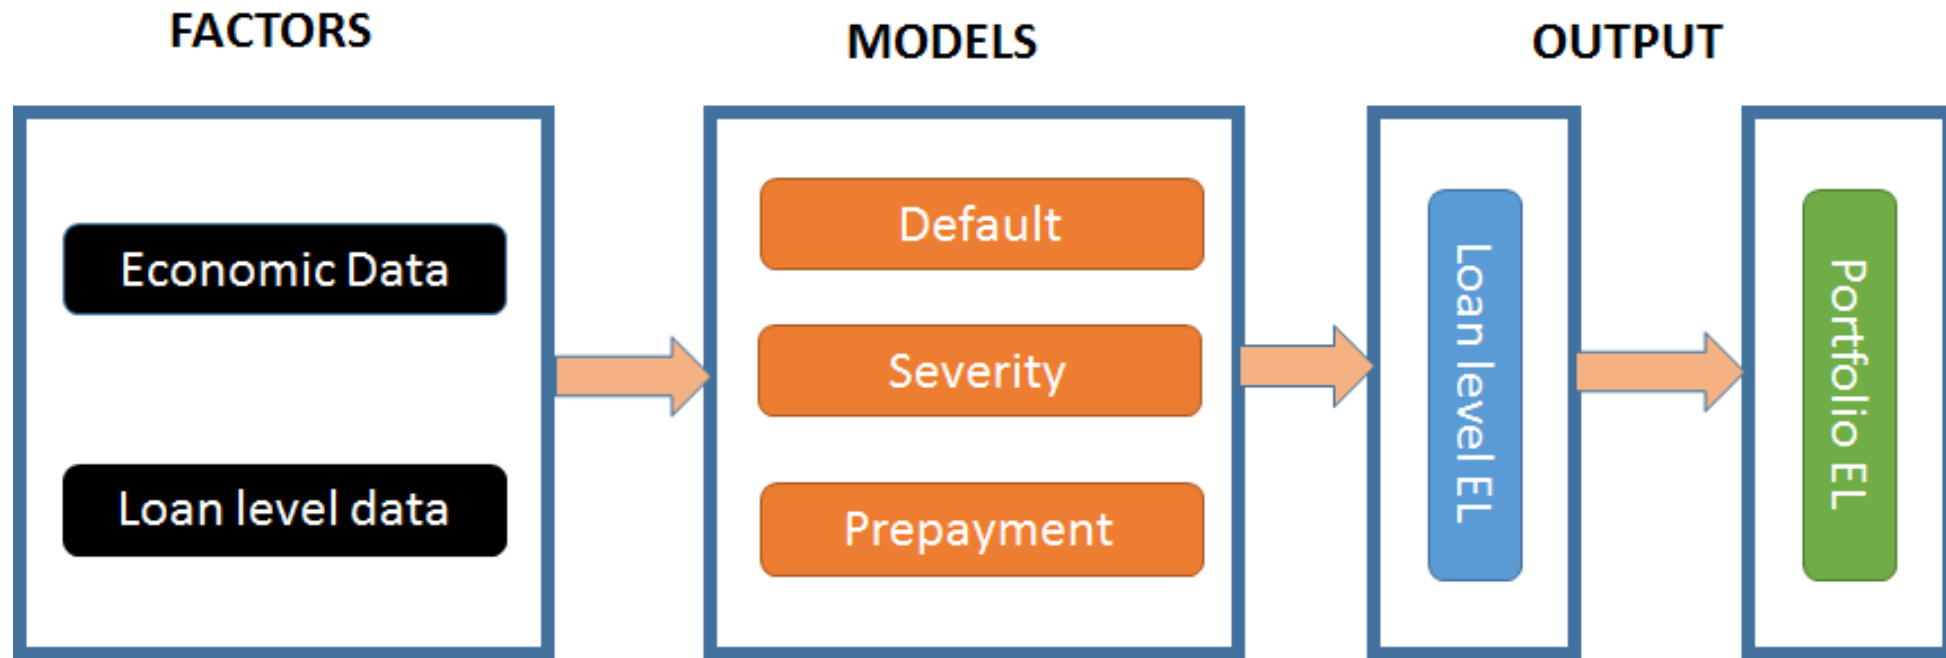 FACTORS
MODELS
OUTPUT
Economic Data
Loan level data
Default
Severity
Prepayment
Loan level EL
Portfolio EL